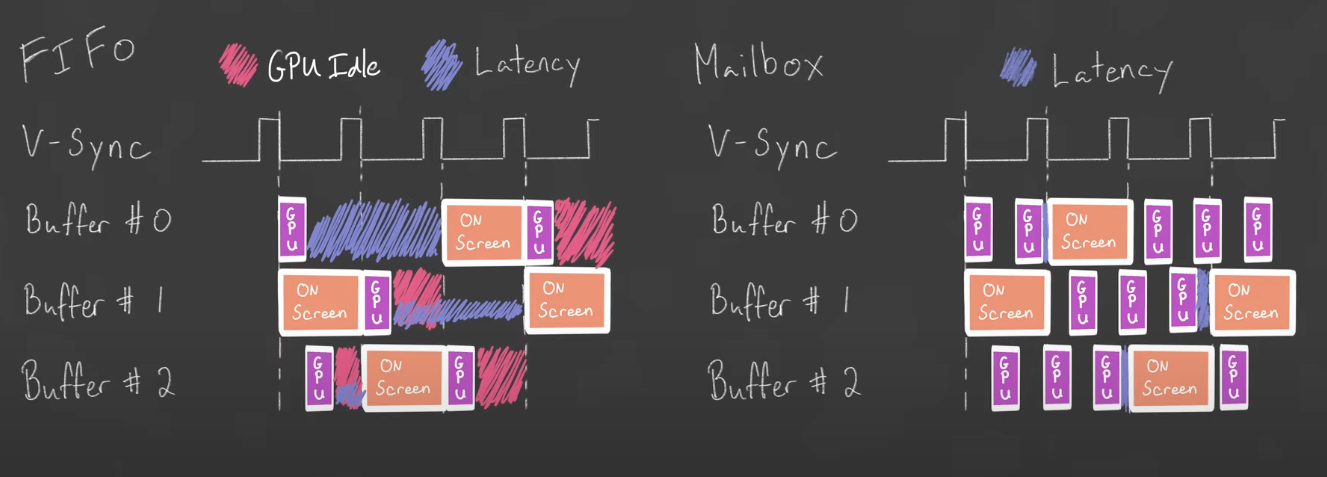 FIFO
GPU Idle
Latency
V-Sync
Buffer #0
GPU
ON
Screen
GPU
Buffer #1
ON
Screen
GPU
ON
Screen
Buffer #2
GPU
ON
Screen
GPU
Mailbox
Latency
V-Sync
Buffer #0
GPU
GPU
ON
Screen
GPU
GPU
GPU
Buffer #1
ON
Screen
GPU
GPU
GPU
ON
Screen
Buffer #2
GPU
GPU
GPU
ON
Screen
GPU